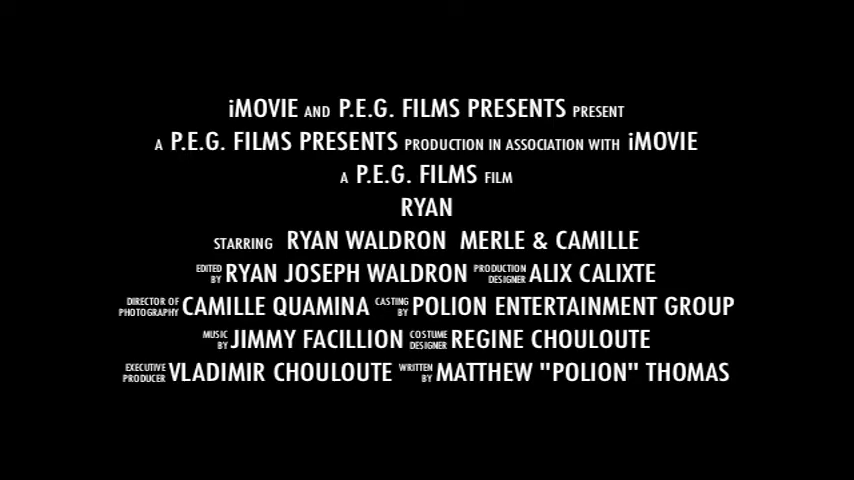 iMOVIE AND P.E.G. FILMS PRESENTS PRESENT
A P.E.G. FILMS PRESENTS PRODUCTION IN ASSOCIATION WITH iMOVIE
A P.E.G. FILMS FILM
RYAN
STARRING RYAN WALDRON MERLE & CAMILLE
EDITED BY RYAN JOSEPH WALDRON PRODUCTION DESIGNER ALIX CALIXTE
DIRECTOR OF PHOTOGRAPHY CAMILLE QUAMINA CASTING BY POLION ENTERTAINMENT GROUP
MUSIC BY JIMMY FACILLION COSTUME DESIGNER REGINE CHOULOUTE
EXECUTIVE PRODUCER VLADIMIR CHOULOUTE WRITTEN BY MATTHEW "POLION" THOMAS